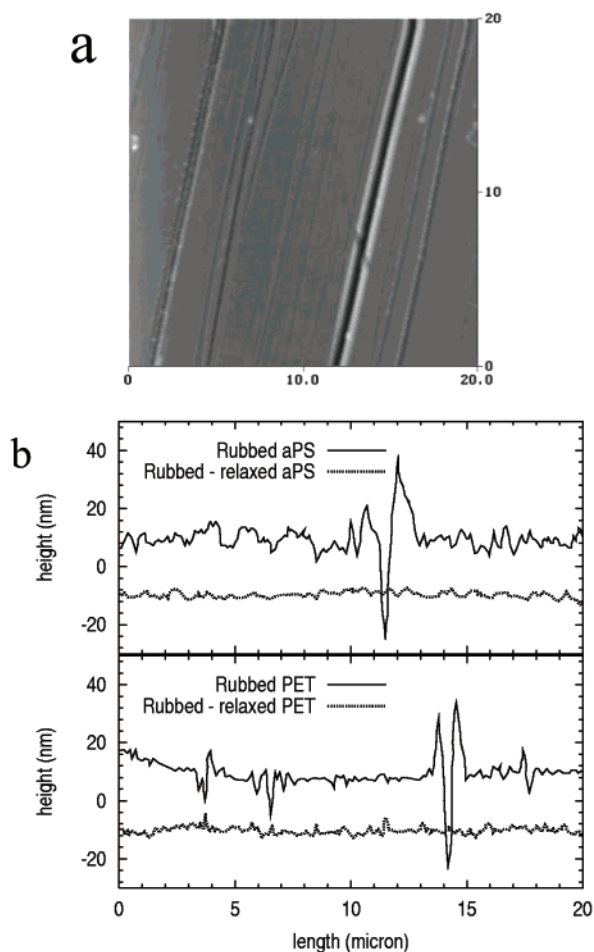 a
20
10
0
0 10.0 20.0
b
Rubbed aPS
Rubbed - relaxed aPS
height (nm)
40
20
0
-20
Rubbed PET
Rubbed - relaxed PET
height (nm)
40
20
0
-20
0 5 10 15 20
length (micron)